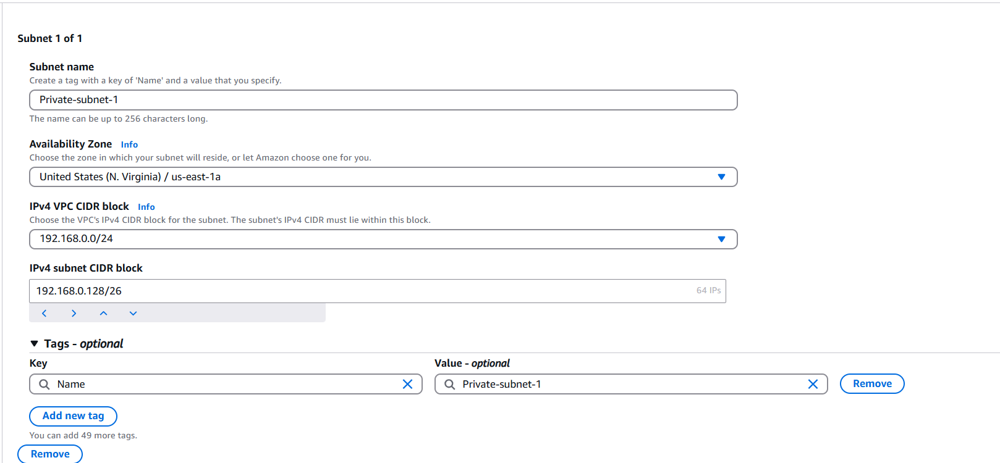 Subnet 1 of 1
Subnet name
Create a tag with a key of 'Name' and a value that you specify.
Private-subnet-1
The name can be up to 256 characters long.
Availability Zone Info
Choose the zone in which your subnet will reside, or let Amazon choose one for you.
United States (N. Virginia) / us-east-1a
IPv4 VPC CIDR block Info
Choose the VPC's IPv4 CIDR block for the subnet. The subnet's IPv4 CIDR must lie within this block.
192.168.0.0/24
IPv4 subnet CIDR block
192.168.0.128/26 64 IPs
Tags - optional
Key Value - optional
Name Private-subnet-1 Remove
Add new tag
You can add 49 more tags.
Remove